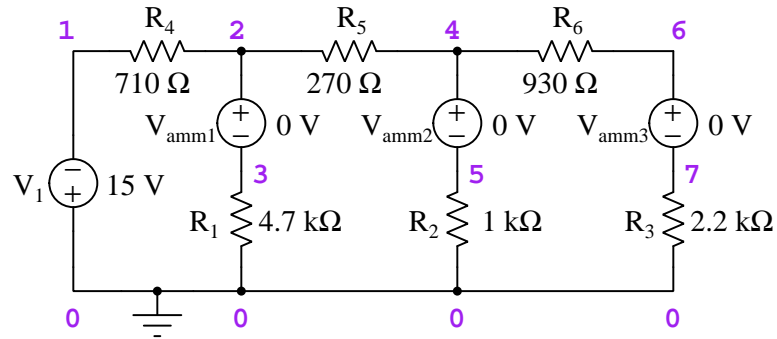 R4 R5 R6
1 2 4 6
710 Ω 270 Ω 930 Ω
Vamm1 0 V Vamm2 0 V Vamm3 0 V
3 5 7
V1 15 V
R1 4.7 kΩ R2 1 kΩ R3 2.2 kΩ
0 0 0 0